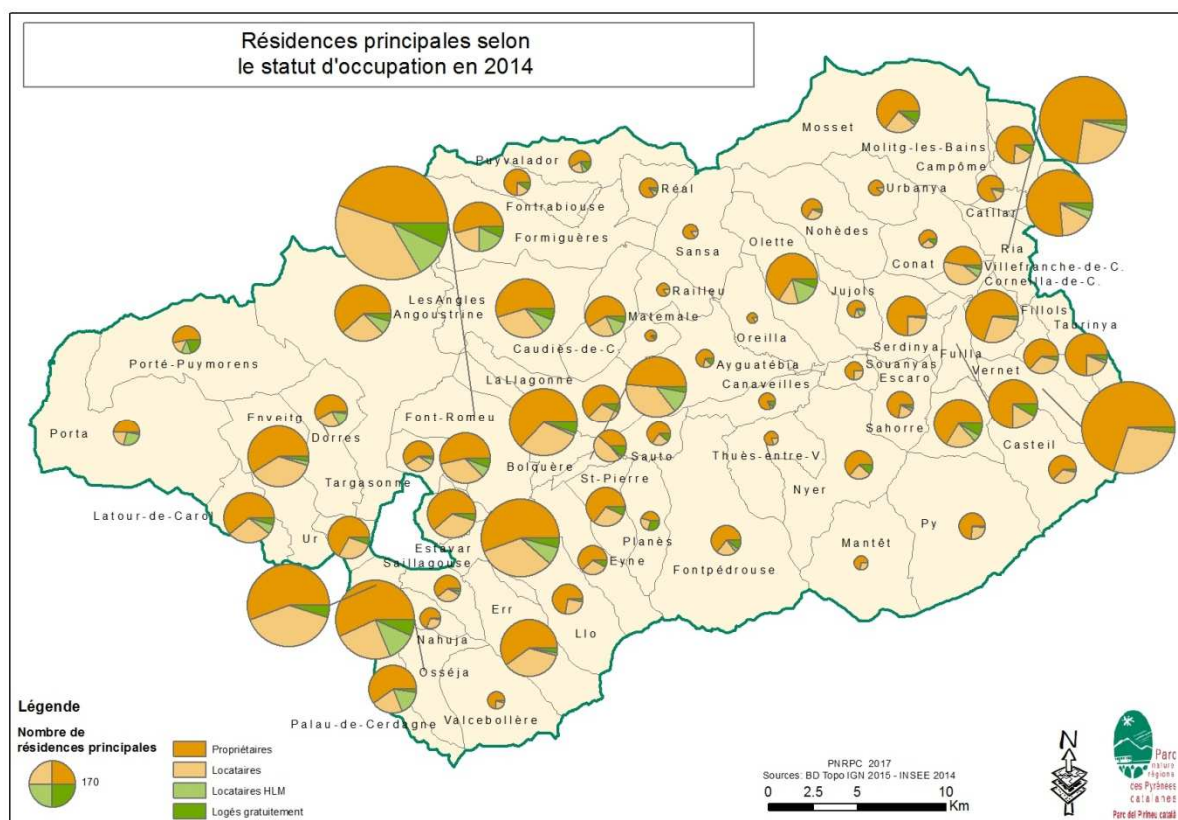 Résidences principales selon
le statut d'occupation en 2014
Mosset
Molitg-les-Bains
Campôme
Puyvalador
Urbanya
Réal
Catllar
Fontrabiouse
Nohèdes
Formiguères
Sansa
Olette
Ria
Conat
Villefranche-de-C.
Corneilla-de-C.
Railleu
Jujols
LesAngles
Angoustrine
Matemale
Fillols
Taurinya
Oreilla
Serdinya
Fuilla
Caudiès-de-C.
Porté-Puymorens
Ayguatébia
Souanyas
Escaro
Vernet
LaLlagonne
Canaveilles
Enveitg
Font-Romeu
Porta
Dorres
Sahorre
Casteil
Bolquère
Sauto
Thuès-entre-V.
Targasonne
St-Pierre
Nyer
Latour-de-Carol
Py
Ur
Planès
Estavar
Mantêt
Saillagouse
Eyne
Fontpédrouse
Err
Llo
Nahuja
Osséja
Palau-de-Cerdagne
Valcebollère
Légende
Nombre de
résidences principales
170
Propriétaires
Locataires
Locataires HLM
Logés gratuitement
PNRPC 2017
Sources: BD Topo IGN 2015 - INSEE 2014
0 2.5 5 10
Km
N
Parc
naturel
régional
des Pyrénées
catalanes
Parc del Pirineu català